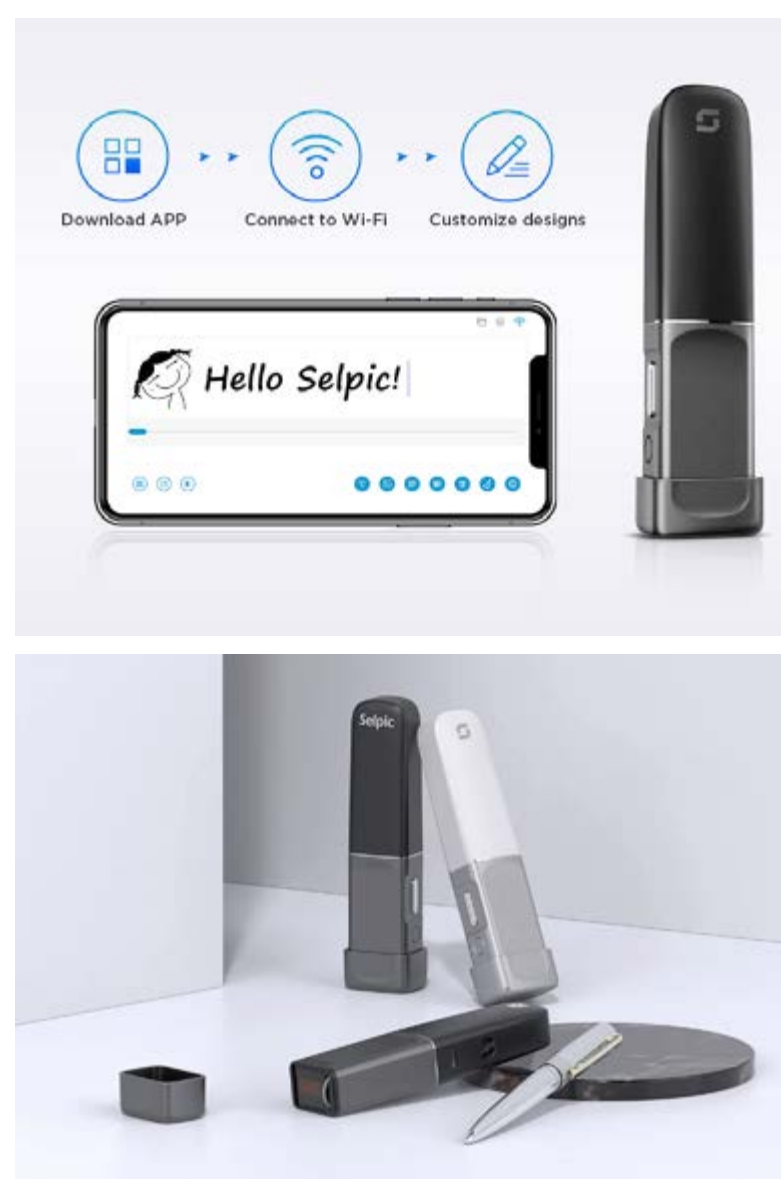 Download APP
Connect to Wi-Fi
Customize designs
Hello Selpic!
Selpic